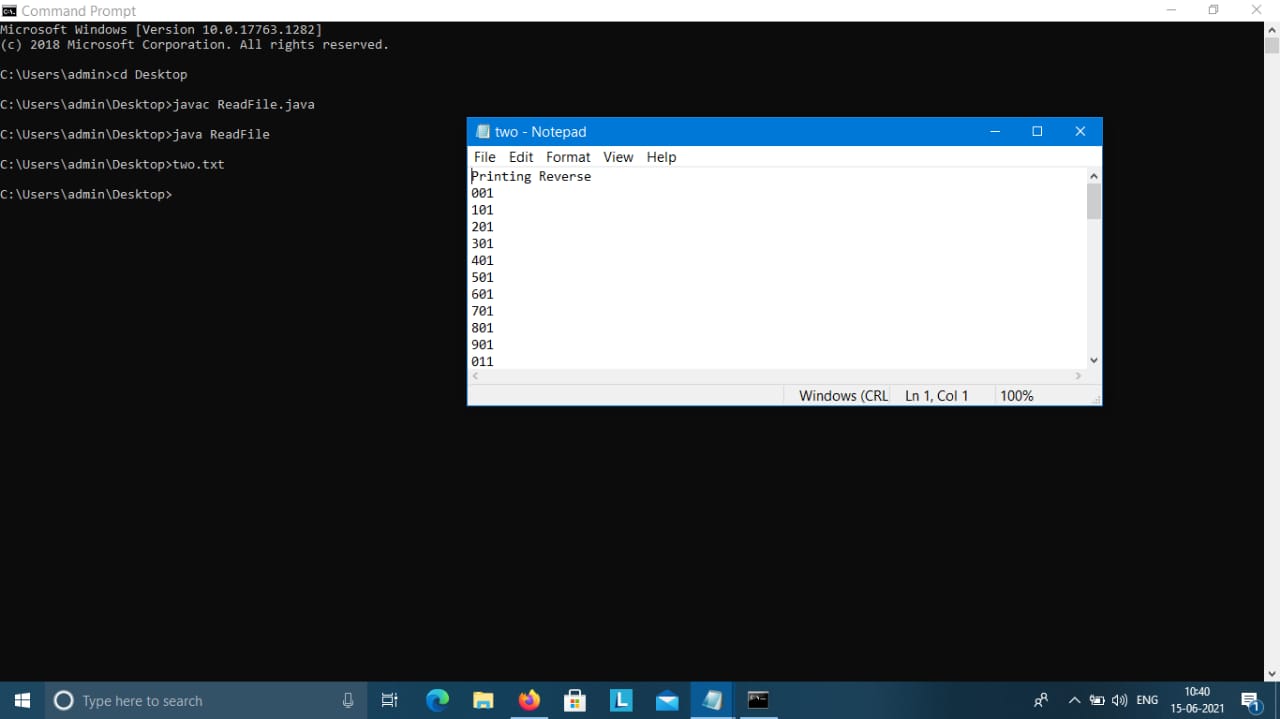 Command Prompt
Microsoft Windows [Version 10.0.17763.1282]
(c) 2018 Microsoft Corporation. All rights reserved.
C:\Users\admin>cd Desktop
C:\Users\admin\Desktop>javac ReadFile.java
C:\Users\admin\Desktop>java ReadFile
C:\Users\admin\Desktop>two.txt
C:\Users\admin\Desktop>
two - Notepad
File Edit Format View Help
Printing Reverse
001
101
201
301
401
501
601
701
801
901
011
Windows (CRL Ln 1, Col 1 100%
Type here to search
L
ENG
10:40
15-06-2021
1